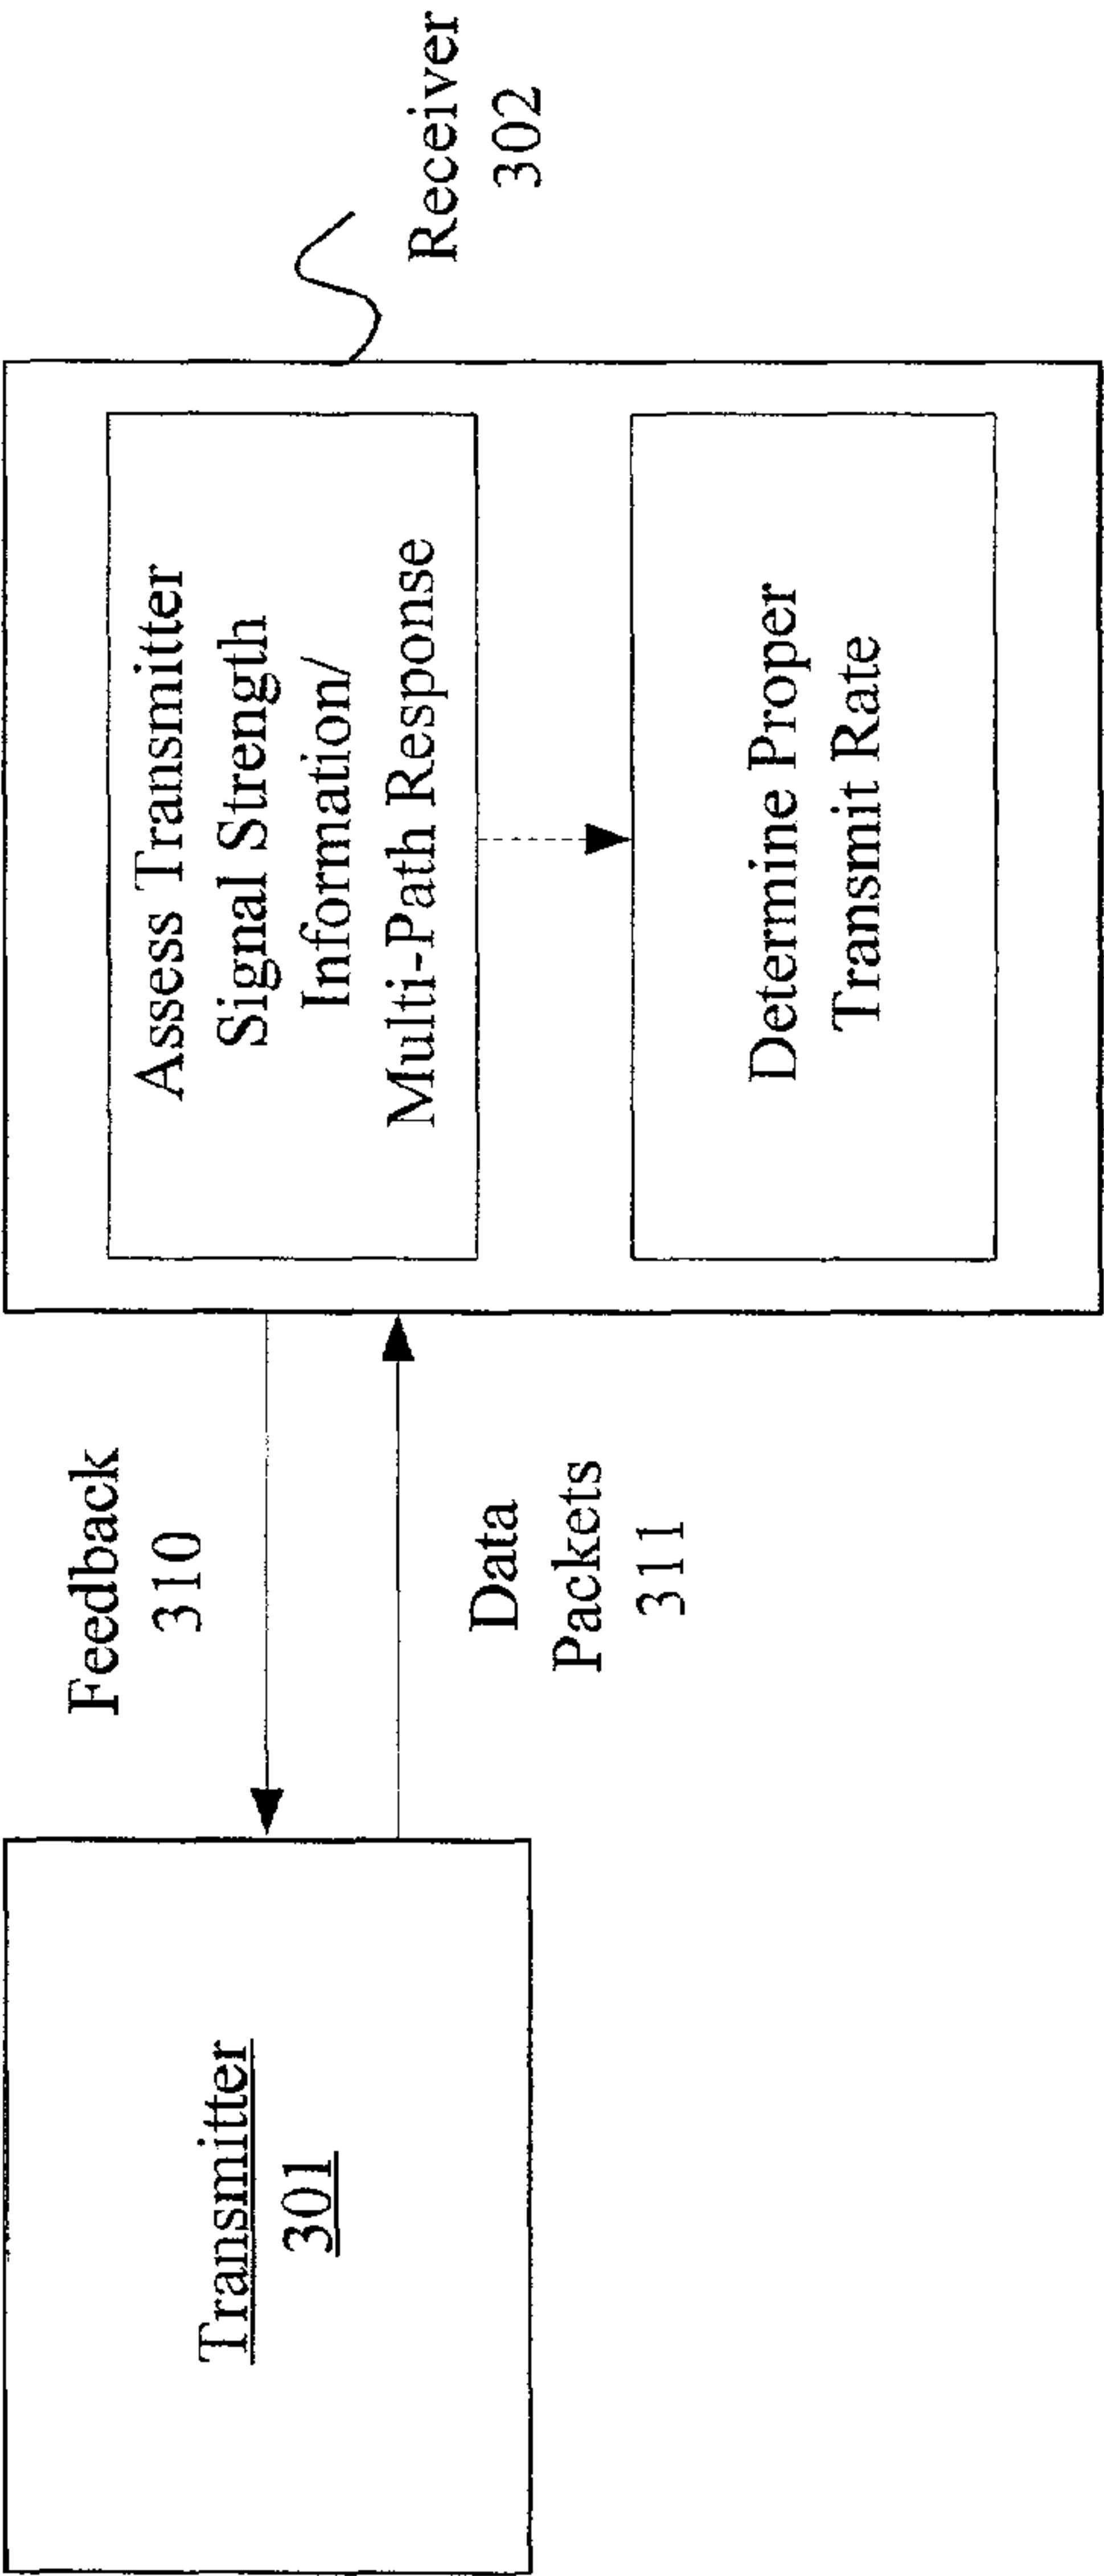 Transmitter
301
Feedback
310
Data
Packets
311
Assess Transmitter
Signal Strength
Information/
Multi-Path Response
Determine Proper
Transmit Rate
Receiver
302